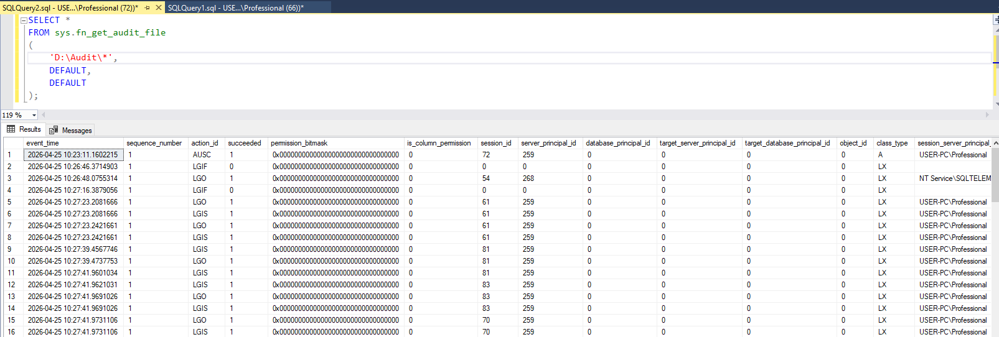 SQLQuery2.sql - USE...\Professional (72))* SQLQuery1.sql - USE...\Professional (66))*
SELECT *
FROM sys.fn_get_audit_file
(
'D:\Audit\*',
DEFAULT,
DEFAULT
);
119 %
Results Messages
event_time sequence_number action_id succeeded permission_bitmask is_column_permission session_id server_principal_id database_principal_id target_server_principal_id target_database_principal_id object_id class_type session_server_principal_
1 2026-04-25 10:23:11.1602215 1 AUSC 1 0x00000000000000000000000000000000 0 72 259 0 0 0 0 A USER-PC\Professional
2 2026-04-25 10:26:46.3714903 1 LGIF 0 0x00000000000000000000000000000000 0 0 0 0 0 0 0 LX
3 2026-04-25 10:26:48.0755314 1 LGO 1 0x00000000000000000000000000000000 0 54 268 0 0 0 0 LX NT Service\SQLTELEM
4 2026-04-25 10:27:16.3879056 1 LGIF 0 0x00000000000000000000000000000000 0 0 0 0 0 0 0 LX
5 2026-04-25 10:27:23.2081666 1 LGO 1 0x00000000000000000000000000000000 0 61 259 0 0 0 0 LX USER-PC\Professional
6 2026-04-25 10:27:23.2081666 1 LGIS 1 0x00000000000000000000000000000000 0 61 259 0 0 0 0 LX USER-PC\Professional
7 2026-04-25 10:27:23.2421661 1 LGO 1 0x00000000000000000000000000000000 0 61 259 0 0 0 0 LX USER-PC\Professional
8 2026-04-25 10:27:23.2421661 1 LGIS 1 0x00000000000000000000000000000000 0 61 259 0 0 0 0 LX USER-PC\Professional
9 2026-04-25 10:27:39.4567746 1 LGIS 1 0x00000000000000000000000000000000 0 81 259 0 0 0 0 LX USER-PC\Professional
10 2026-04-25 10:27:39.4737753 1 LGO 1 0x00000000000000000000000000000000 0 81 259 0 0 0 0 LX USER-PC\Professional
11 2026-04-25 10:27:41.9601034 1 LGIS 1 0x00000000000000000000000000000000 0 81 259 0 0 0 0 LX USER-PC\Professional
12 2026-04-25 10:27:41.9621031 1 LGIS 1 0x00000000000000000000000000000000 0 83 259 0 0 0 0 LX USER-PC\Professional
13 2026-04-25 10:27:41.9691026 1 LGO 1 0x00000000000000000000000000000000 0 83 259 0 0 0 0 LX USER-PC\Professional
14 2026-04-25 10:27:41.9691026 1 LGIS 1 0x00000000000000000000000000000000 0 83 259 0 0 0 0 LX USER-PC\Professional
15 2026-04-25 10:27:41.9731106 1 LGO 1 0x00000000000000000000000000000000 0 70 259 0 0 0 0 LX USER-PC\Professional
16 2026-04-25 10:27:41.9731106 1 LGIS 1 0x00000000000000000000000000000000 0 70 259 0 0 0 0 LX USER-PC\Professional